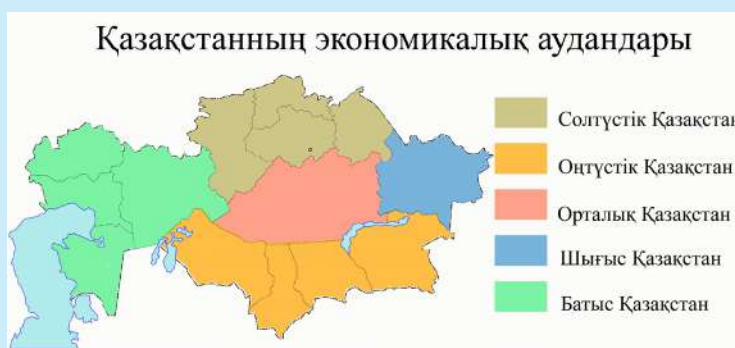 Қазақстанның экономикалық аудандары
Солтүстік Қазақстан
Оңтүстік Қазақстан
Орталық Қазақстан
Шығыс Қазақстан
Батыс Қазақстан